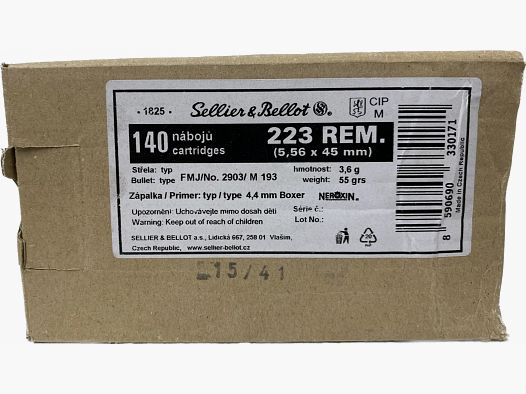 · 1825 · Sellier & Bellot SB. CIP
M
140 nábojů
cartridges
223 REM.
(5,56 x 45 mm)
Střela: typ
Bullet: type
FMJ/No. 2903/ M 193
hmotnost: 3,6 g
weight: 55 grs
Zápalka / Primer: typ / type 4,4 mm Boxer NEROXIN®
Upozornění: Uchovávejte mimo dosah dětí
Warning: Keep out of reach of children
Série č.:
Lot No.:
SELLIER & BELLOT a.s., Lidická 667, 258 01 Vlašim,
Czech Republic, www.sellier-bellot.cz
8 590690 330171
Made in Czech Republic
15/41